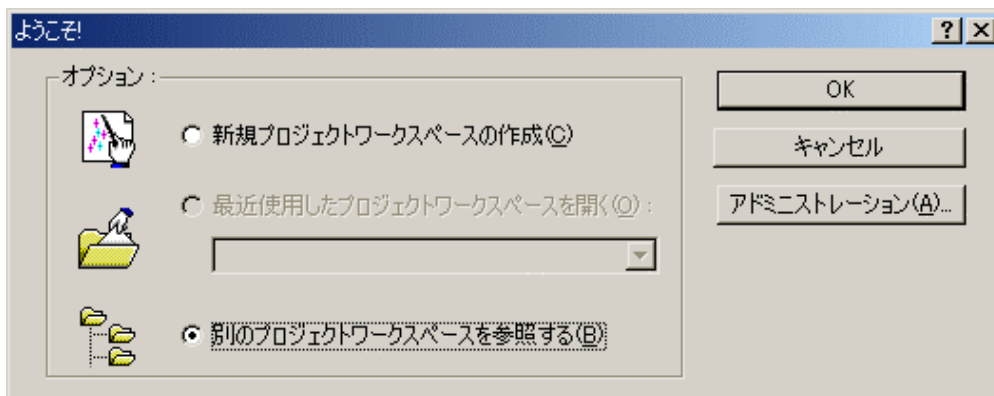 ようこそ!
オプション :
新規プロジェクトワークスペースの作成(C)
最近使用したプロジェクトワークスペースを開く(O) :
別のプロジェクトワークスペースを参照する(B)
OK
キャンセル
アドミニストレーション(A)...